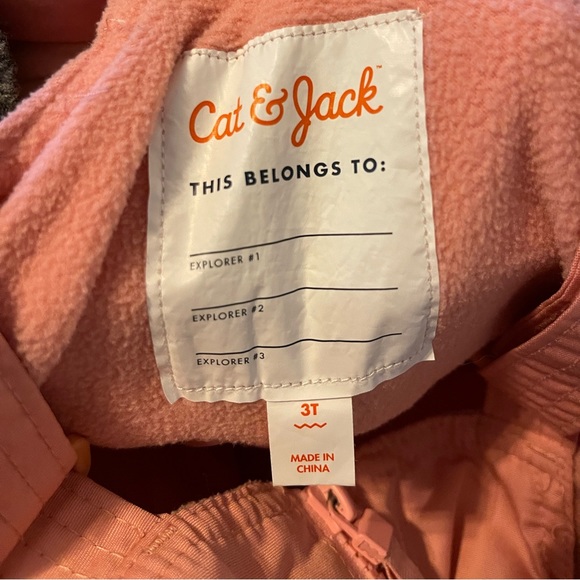 Cat & Jack™
THIS BELONGS TO:
EXPLORER #1
EXPLORER #2
EXPLORER #3
3T
MADE IN
CHINA